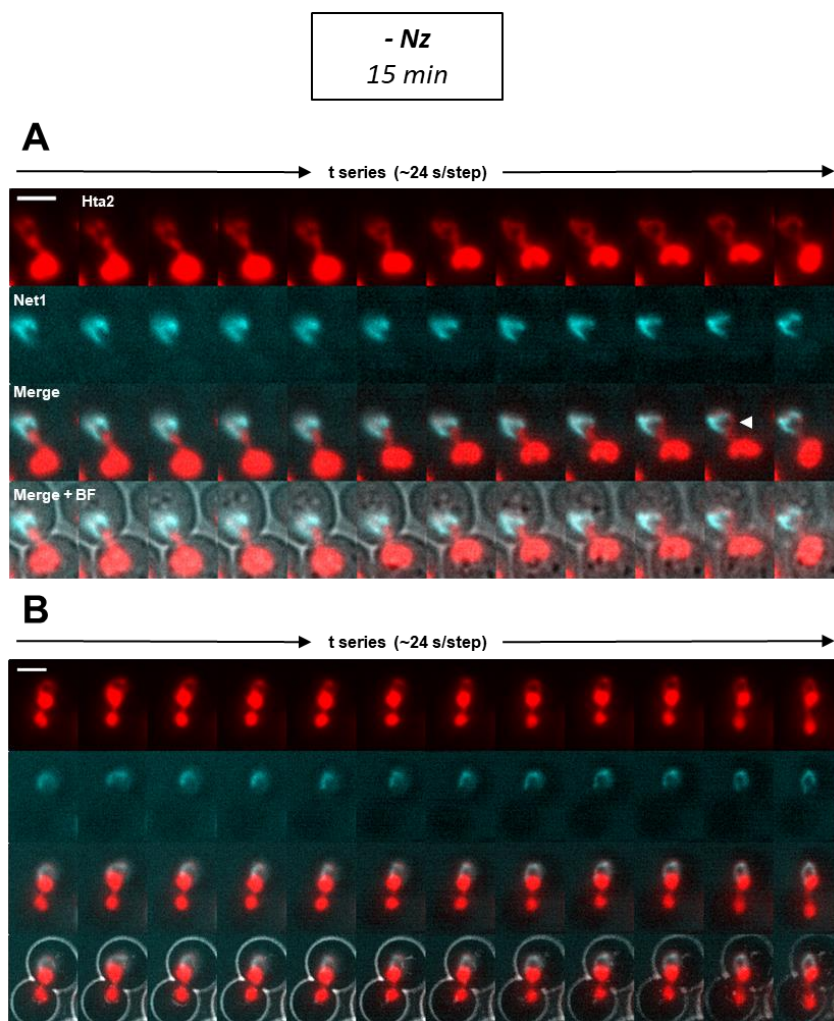 - Nz
15 min
A
t series (~24 s/step)
Hta2
Net1
Merge
Merge + BF
B
t series (~24 s/step)